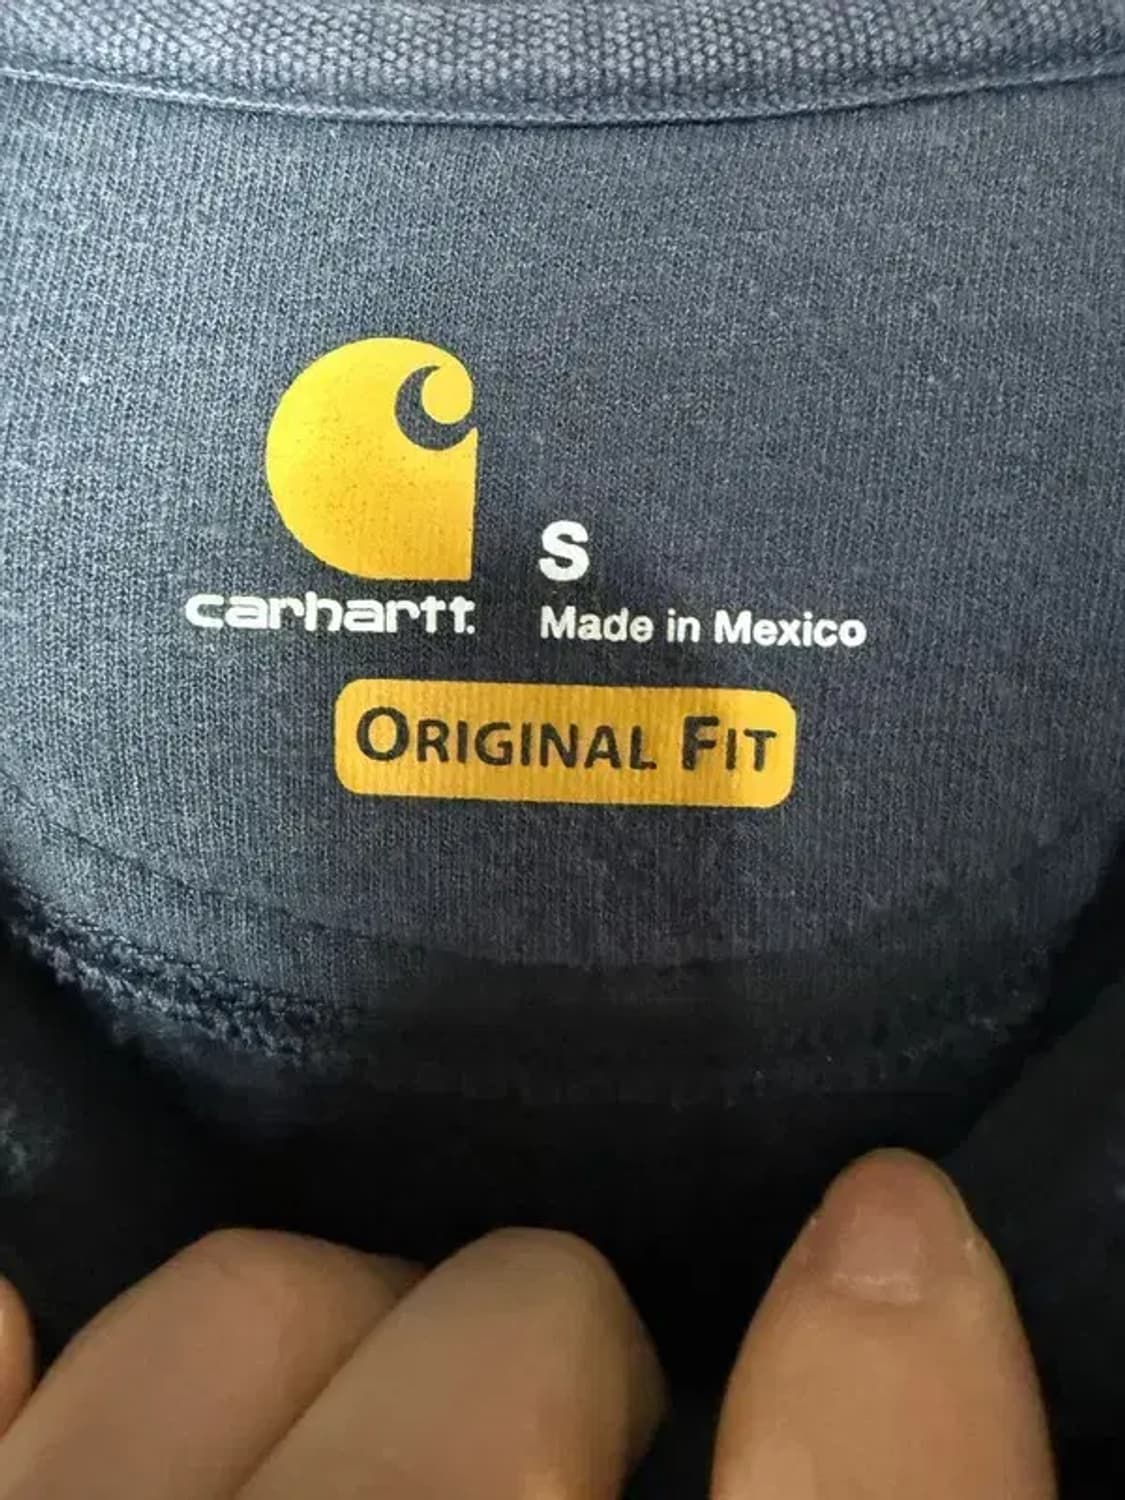 S
carhartt.
Made in Mexico
ORIGINAL FIT